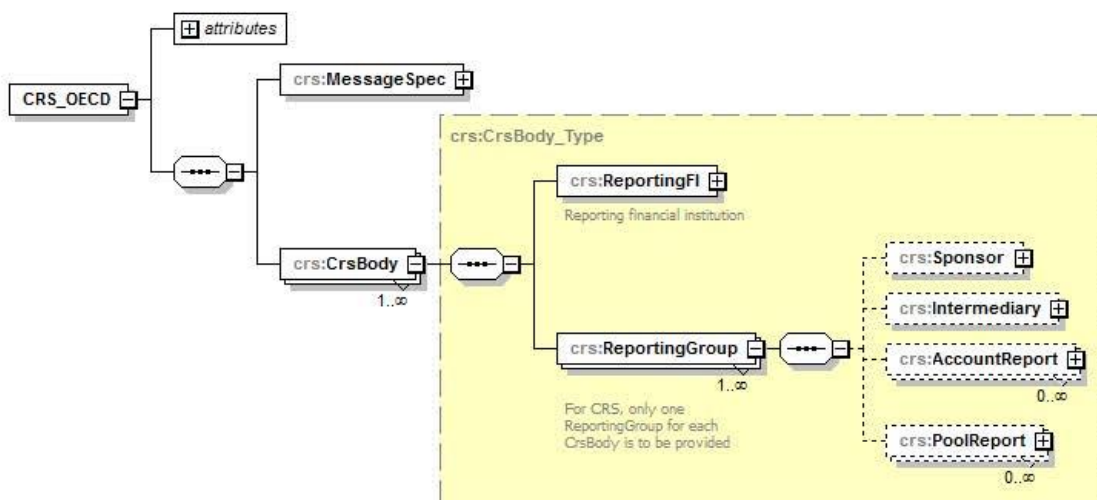 attributes
crs:MessageSpec
CRS_OECD
crs:CrsBody_Type
crs:ReportingFI
Reporting financial institution
crs:Sponsor
crs:CrsBody
1..∞
crs:Intermediary
crs:ReportingGroup
1..∞
crs:AccountReport
0..∞
For CRS, only one
ReportingGroup for each
CrsBody is to be provided
crs:PoolReport
0..∞